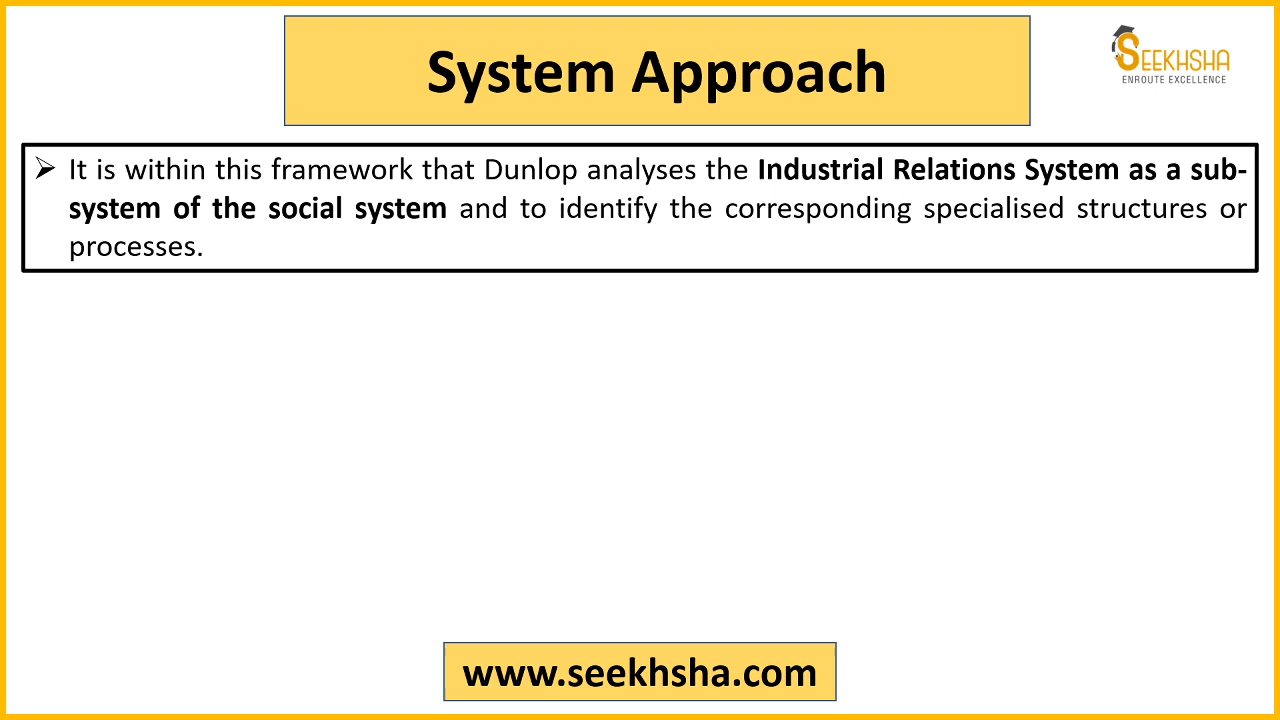 System Approach
SEEKHSHA
ENROUTE EXCELLENCE
➢ It is within this framework that Dunlop analyses the Industrial Relations System as a sub-
system of the social system and to identify the corresponding specialised structures or
processes.
www.seekhsha.com